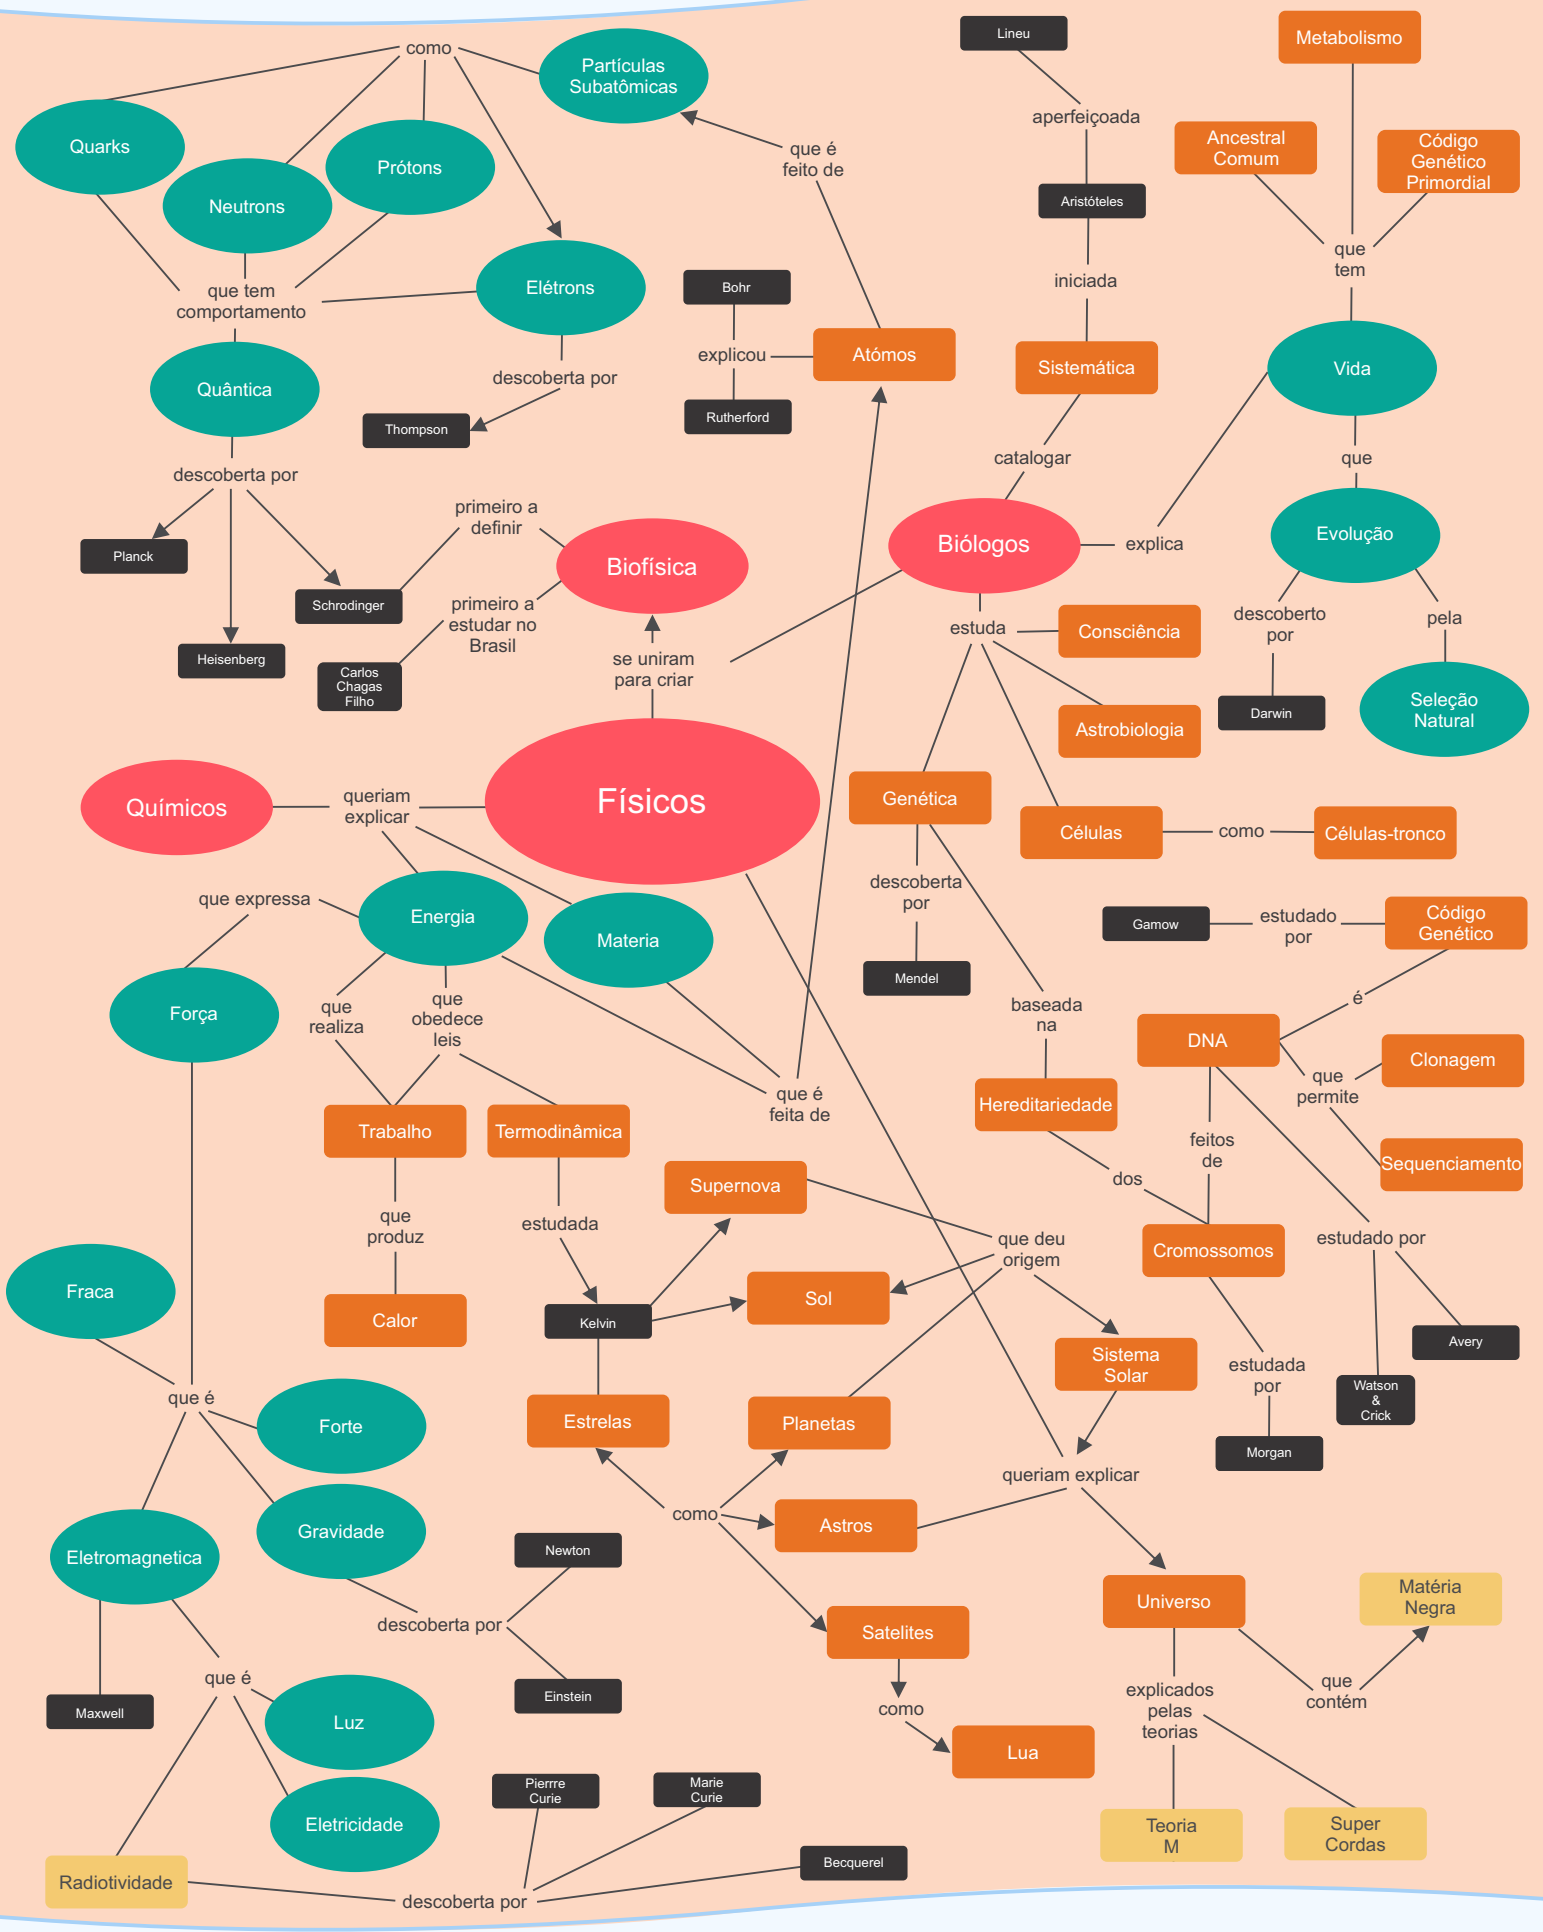 como
Partículas
Subatômicas
Lineu
Metabolismo
Quarks
Prótons
Neutrons
que é
feito de
aperfeiçoada
Ancestral
Comum
Código
Genético
Primordial
Aristóteles
que tem
comportamento
Elétrons
Bohr
iniciada
que
tem
explicou
Atómos
Sistemática
Vida
Quântica
descoberta por
Thompson
Rutherford
catalogar
que
descoberta por
primeiro a
definir
Biofísica
Biólogos
explica
Evolução
Planck
Schrodinger
primeiro a
estudar no
Brasil
estuda
Consciência
descoberto
por
pela
Heisenberg
Carlos
Chagas
Filho
se uniram
para criar
Astrobiologia
Darwin
Seleção
Natural
Químicos
queriam
explicar
Físicos
Genética
Células
como
Células-tronco
que expressa
Energia
Materia
descoberta
por
Gamow
estudado
por
Código
Genético
Força
que
realiza
que
obedece
leis
Mendel
baseada
na
é
DNA
Clonagem
que
permite
que é
feita de
Hereditariedade
Trabalho
Termodinâmica
feitos
de
Sequenciamento
Supernova
dos
que
produz
estudada
que deu
origem
Cromossomos
estudado por
Fraca
Calor
Kelvin
Sol
Sistema
Solar
Avery
que é
Forte
Estrelas
Planetas
estudada
por
Watson
&
Crick
Morgan
queriam explicar
Gravidade
como
Astros
Eletromagnetica
Newton
descoberta por
Satelites
Universo
Matéria
Negra
que é
Einstein
Maxwell
Luz
como
explicados
pelas
teorias
que
contém
Lua
Pierrre
Curie
Marie
Curie
Eletricidade
Teoria
M
Super
Cordas
Radiotividade
descoberta por
Becquerel